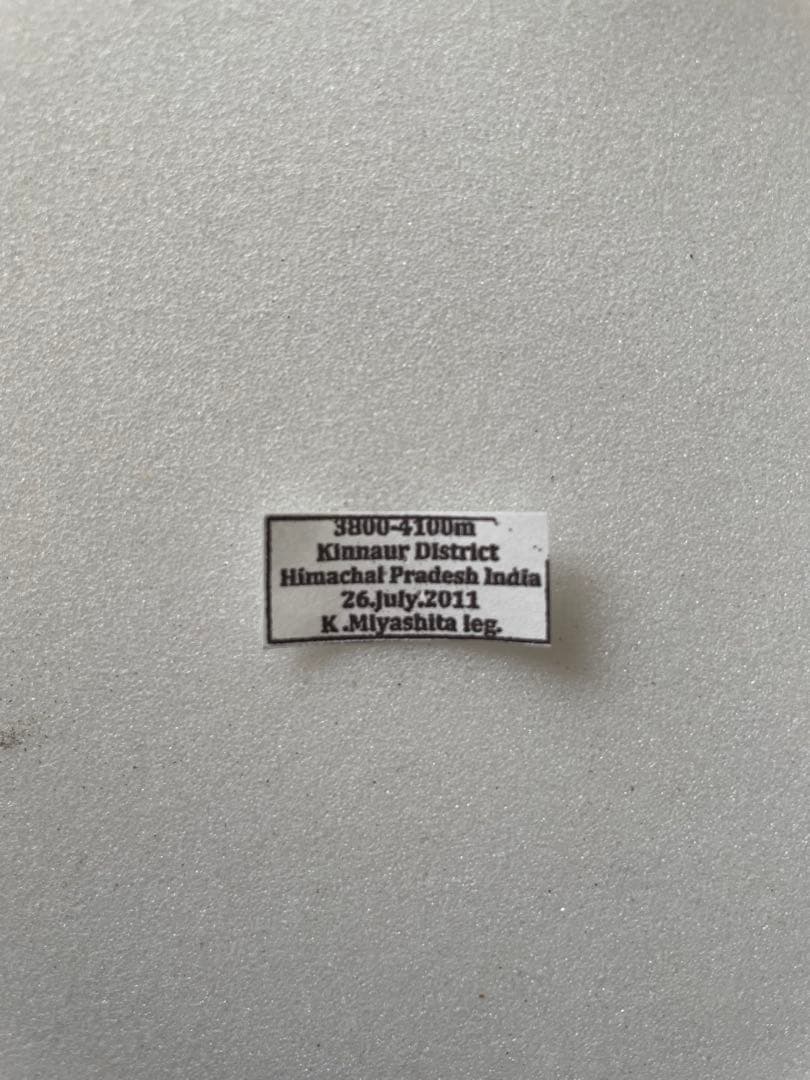 3800-4100m
Kinnaur District
Himachal Pradesh India
26.July.2011
K .Miyashita leg.